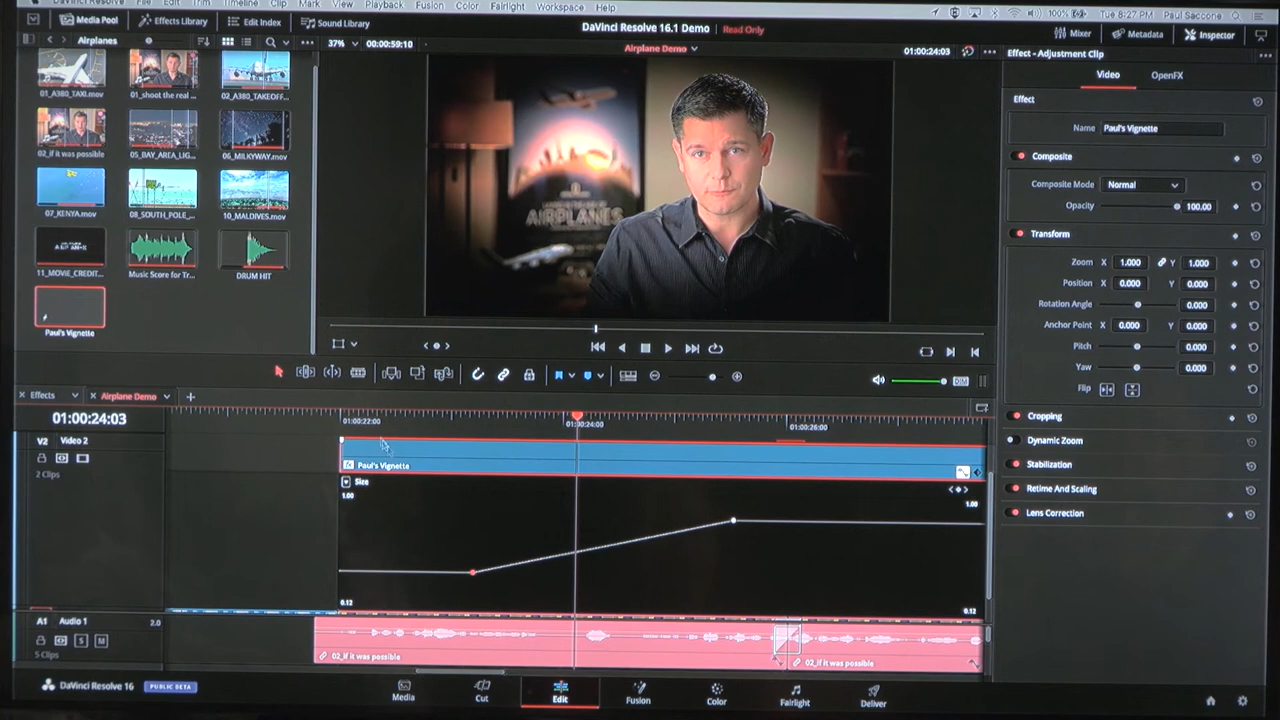 DaVinci Resolve File Edit Trim Timeline Clip Mark View Playback Fusion Color Fairlight Workspace Help
100% Tue 8:27 PM Paul Saccone
Media Pool Effects Library Edit Index Sound Library
DaVinci Resolve 16.1 Demo Read Only
Mixer Metadata Inspector
Airplanes
37% 00:00:59:10
Airplane Demo
01:00:24:03
Effect - Adjustment Clip
01_A380_TAXI.mov
01_shoot the real ...
02_A380_TAKEOFF...
02_if it was possible
05_BAY_AREA_LIG...
06_MILKYWAY.mov
07_KENYA.mov
08_SOUTH_POLE_...
10_MALDIVES.mov
11_MOVIE_CREDIT...
Music Score for Tr...
DRUM HIT
Paul's Vignette
AIRPLANES
Video OpenFX
Effect
Name Paul's Vignette
Composite
Composite Mode Normal
Opacity 100.00
Transform
Zoom X 1.000 Y 1.000
Position X 0.000 Y 0.000
Rotation Angle 0.000
Anchor Point X 0.000 Y 0.000
Pitch 0.000
Yaw 0.000
Flip
Cropping
Dynamic Zoom
Stabilization
Retime And Scaling
Lens Correction
DIM
Effects Airplane Demo
01:00:24:03
01:00:22:00
01:00:24:00
01:00:26:00
V2 Video 2
2 Clips
Paul's Vignette
Size
1.00
1.00
0.12
0.12
A1 Audio 1 2.0
S M
5 Clips
02_if it was possible
02_if it was possible
DaVinci Resolve 16 PUBLIC BETA
Media Cut Edit Fusion Color Fairlight Deliver